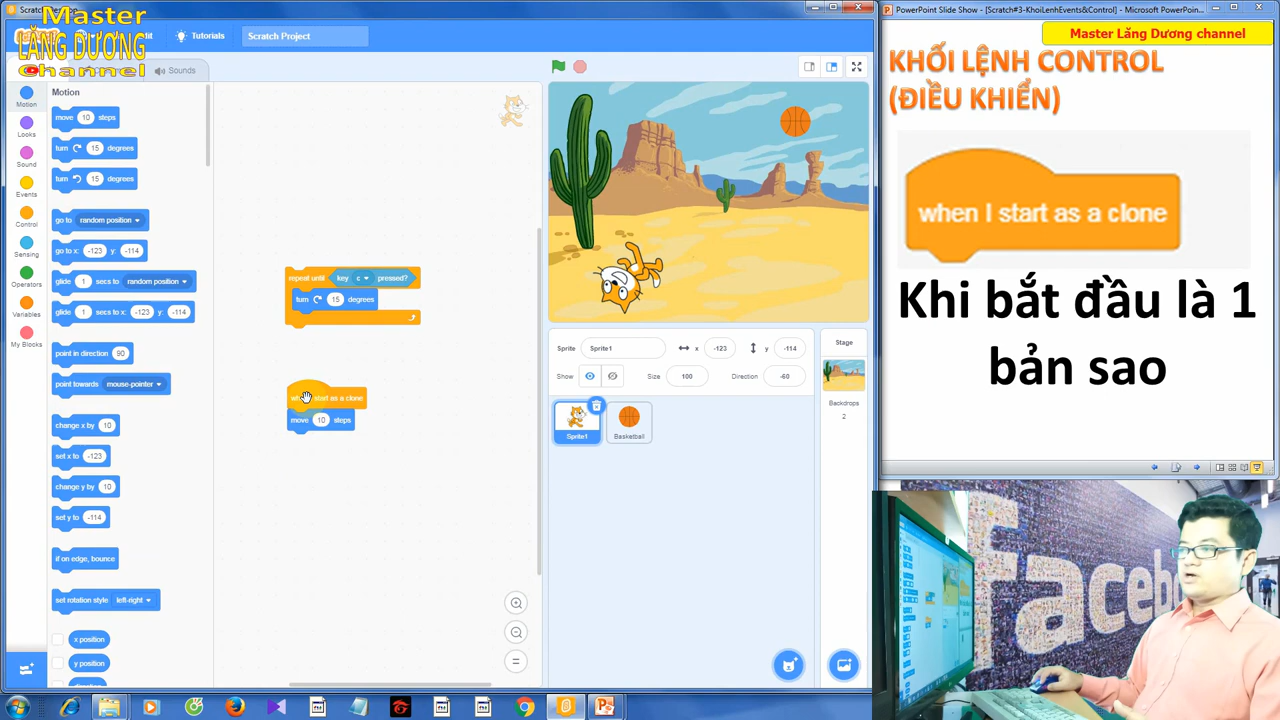 Master
LĂNG DƯƠNG
Channel
Tutorials
Scratch Project
Sounds
Motion
Motion
Looks
Sound
Events
Control
Sensing
Operators
Variables
My Blocks
move 10 steps
turn 15 degrees
turn 15 degrees
go to random position
go to x: -123 y: -114
glide 1 secs to random position
glide 1 secs to x: -123 y: -114
point in direction 90
point towards mouse-pointer
change x by 10
set x to -123
change y by 10
set y to -114
if on edge, bounce
set rotation style left-right
x position
y position
repeat until key c pressed?
turn 15 degrees
start as a clone
move 10 steps
Sprite Sprite1 x -123 y -114
Show Size 100 Direction -60
Sprite1
Basketball
Stage
Backdrops
2
PowerPoint Slide Show - [Scratch#3-KhoiLenhEvents&Control] - Microsoft PowerPoin...
Master Lăng Dương channel
KHỐI LỆNH CONTROL
(ĐIỀU KHIỂN)
when I start as a clone
Khi bắt đầu là 1
bản sao